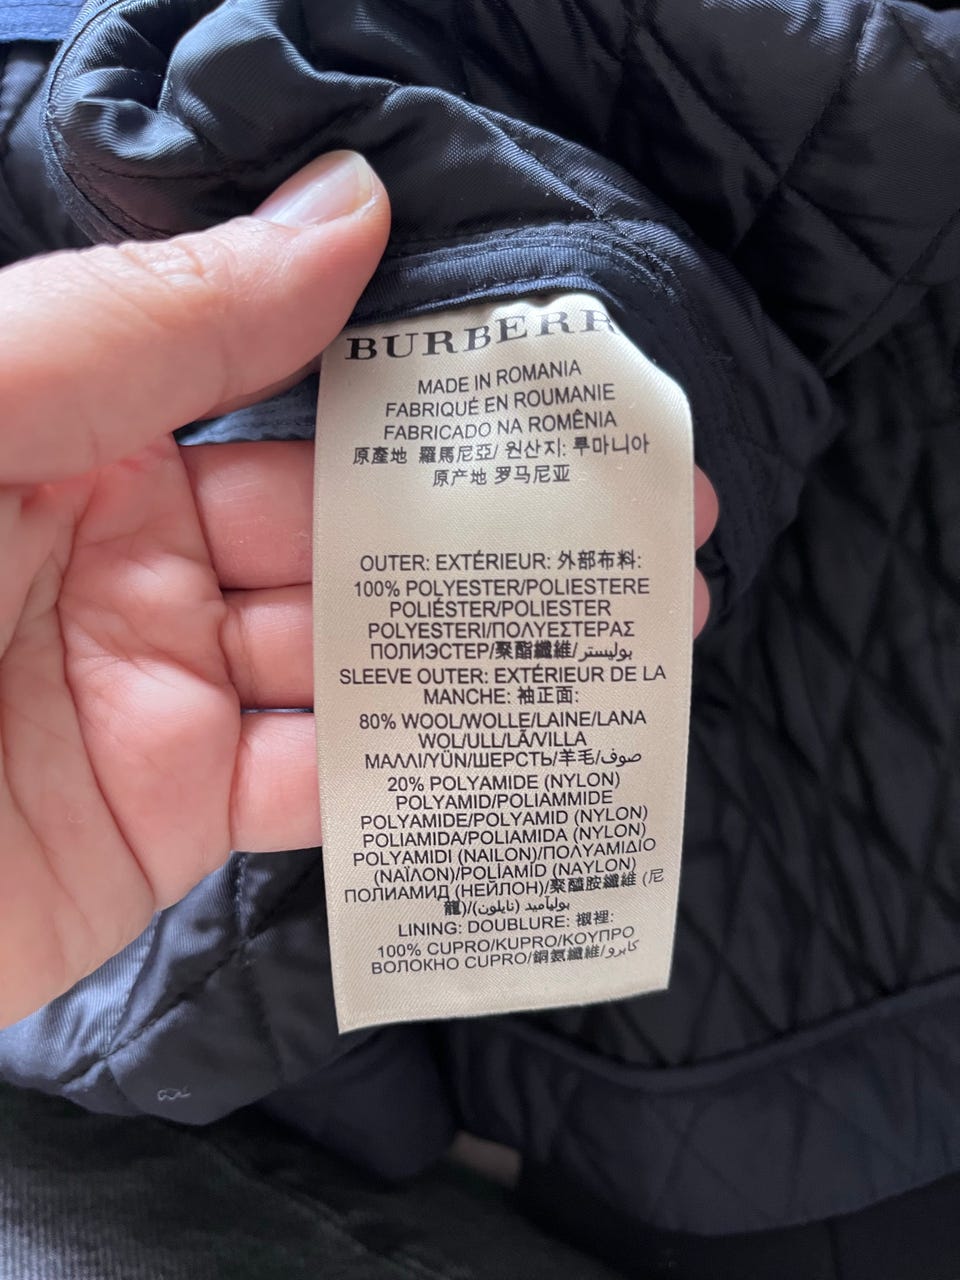 BURBERR
MADE IN ROMANIA
FABRIQUÉ EN ROUMANIE
FABRICADO NA ROMÊNIA
原產地 羅馬尼亞/ 원산지: 루마니아
原产地 罗马尼亚
OUTER: EXTÉRIEUR: 外部布料:
100% POLYESTER/POLIESTERE
POLIÉSTER/POLIESTER
POLYESTERI/ΠΟΛΥΕΣΤΕΡΑΣ
ПОЛИЭСТЕР/聚酯纖維/بوليستر
SLEEVE OUTER: EXTÉRIEUR DE LA
MANCHE: 袖正面:
80% WOOL/WOLLE/LAINE/LANA
WOL/ULL/LÃ/VILLA
ΜΑΛΛΙ/YÜN/ШЕРСТЬ/羊毛/صوف
20% POLYAMIDE (NYLON)
POLYAMID/POLIAMMIDE
POLYAMIDE/POLYAMID (NYLON)
POLIAMIDA/POLIAMIDA (NYLON)
POLYAMIDI (NAILON)/ΠΟΛΥΑΜΙΔΙΟ
(ΝΑΪΛΟΝ)/POLİAMİD (NAYLON)
ПОЛИАМИД (НЕЙЛОН)/聚醯胺纖維 (尼
龍)/بولياميد (نايلون)
LINING: DOUBLURE: 襯裡:
100% CUPRO/KUPRO/ΚΟΥΠΡΟ
ВОЛОКНО CUPRO/銅氨纖維/كابرو